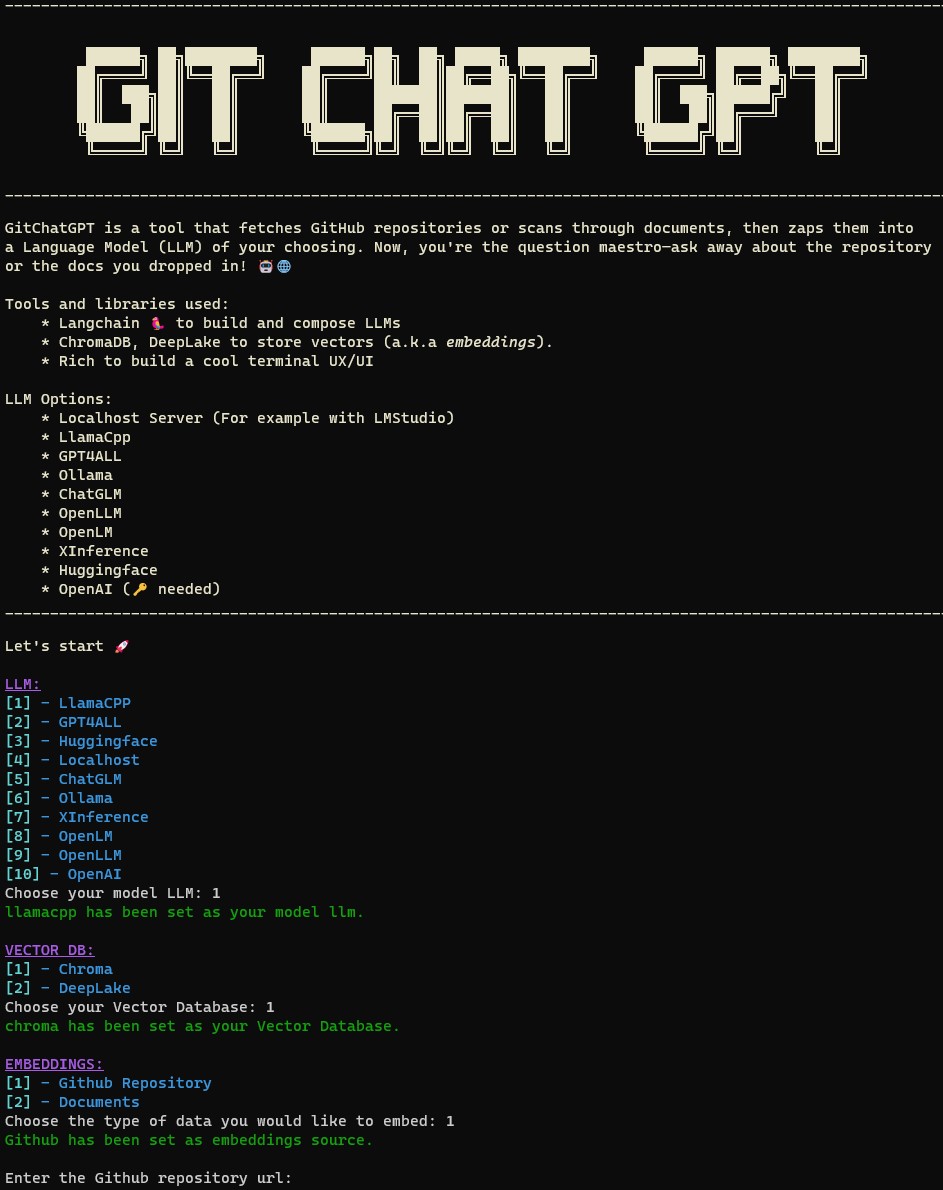 GIT CHAT GPT
GitChatGPT is a tool that fetches GitHub repositories or scans through documents, then zaps them into
a Language Model (LLM) of your choosing. Now, you're the question maestro—ask away about the repository
or the docs you dropped in! 🤖🌐
Tools and libraries used:
* Langchain 🦜 to build and compose LLMs
* ChromaDB, DeepLake to store vectors (a.k.a embeddings).
* Rich to build a cool terminal UX/UI
LLM Options:
* Localhost Server (For example with LMStudio)
* LlamaCpp
* GPT4ALL
* Ollama
* ChatGLM
* OpenLLM
* OpenLM
* XInference
* Huggingface
* OpenAI (🔑 needed)
Let's start 🚀
LLM:
[1] - LlamaCPP
[2] - GPT4ALL
[3] - Huggingface
[4] - Localhost
[5] - ChatGLM
[6] - Ollama
[7] - XInference
[8] - OpenLM
[9] - OpenLLM
[10] - OpenAI
Choose your model LLM: 1
llamacpp has been set as your model llm.
VECTOR DB:
[1] - Chroma
[2] - DeepLake
Choose your Vector Database: 1
chroma has been set as your Vector Database.
EMBEDDINGS:
[1] - Github Repository
[2] - Documents
Choose the type of data you would like to embed: 1
Github has been set as embeddings source.
Enter the Github repository url: